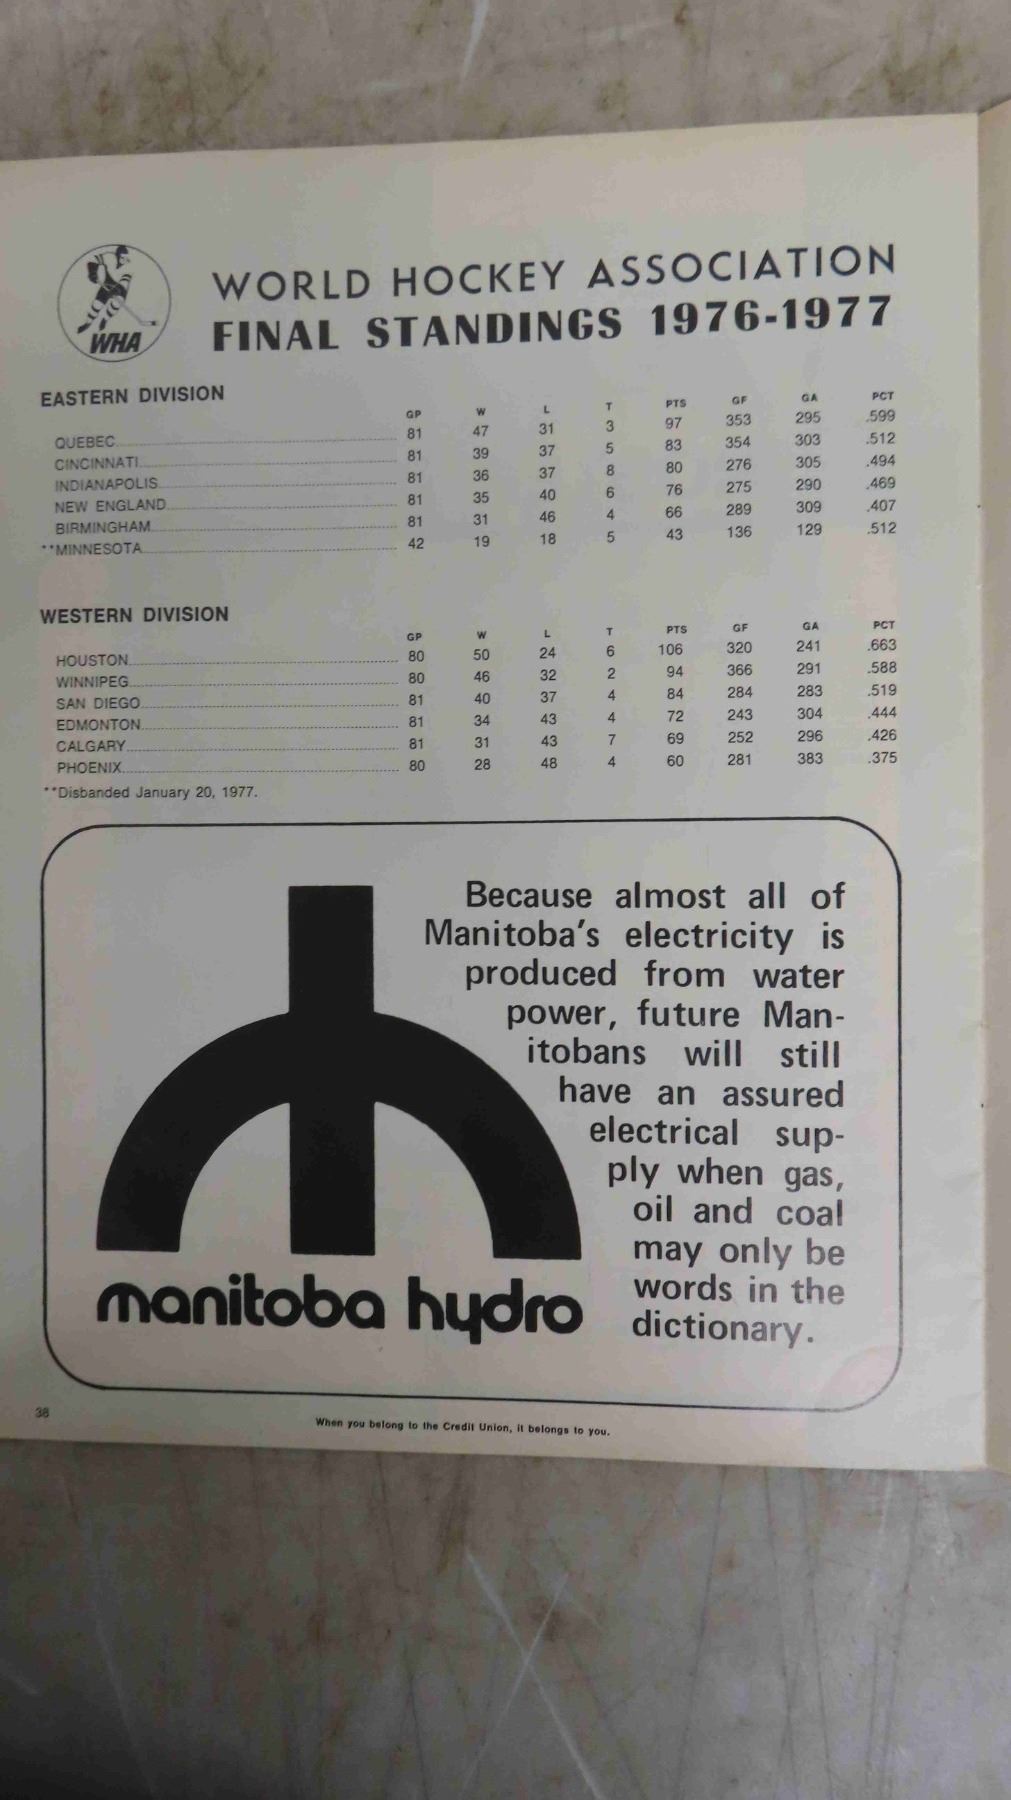 WHA
WORLD HOCKEY ASSOCIATION
FINAL STANDINGS 1976-1977
EASTERN DIVISION
GP W L T PTS GF GA PCT
QUEBEC 81 47 31 3 97 353 295 .599
CINCINNATI 81 39 37 5 83 354 303 .512
INDIANAPOLIS 81 36 37 8 80 276 305 .494
NEW ENGLAND 81 35 40 6 76 275 290 .469
BIRMINGHAM 81 31 46 4 66 289 309 .407
**MINNESOTA 42 19 18 5 43 136 129 .512
WESTERN DIVISION
GP W L T PTS GF GA PCT
HOUSTON 80 50 24 6 106 320 241 .663
WINNIPEG 80 46 32 2 94 366 291 .588
SAN DIEGO 81 40 37 4 84 284 283 .519
EDMONTON 81 34 43 4 72 243 304 .444
CALGARY 81 31 43 7 69 252 296 .426
PHOENIX 80 28 48 4 60 281 383 .375
**Disbanded January 20, 1977.
Because almost all of
Manitoba's electricity is
produced from water
power, future Man-
itobans will still
have an assured
electrical sup-
ply when gas,
oil and coal
may only be
words in the
dictionary.
manitoba hydro
38
When you belong to the Credit Union, it belongs to you.